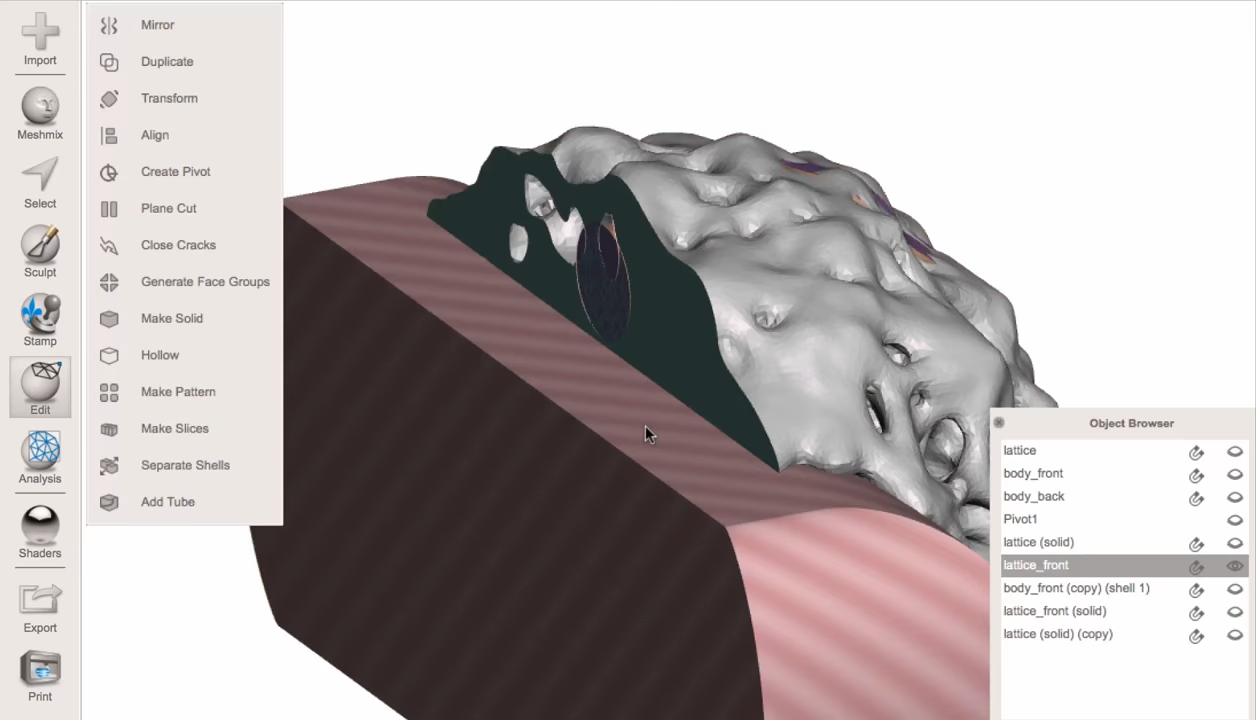 Import
Meshmix
Select
Sculpt
Stamp
Edit
Analysis
Shaders
Export
Print
Mirror
Duplicate
Transform
Align
Create Pivot
Plane Cut
Close Cracks
Generate Face Groups
Make Solid
Hollow
Make Pattern
Make Slices
Separate Shells
Add Tube
Object Browser
lattice
body_front
body_back
Pivot1
lattice (solid)
lattice_front
body_front (copy) (shell 1)
lattice_front (solid)
lattice (solid) (copy)